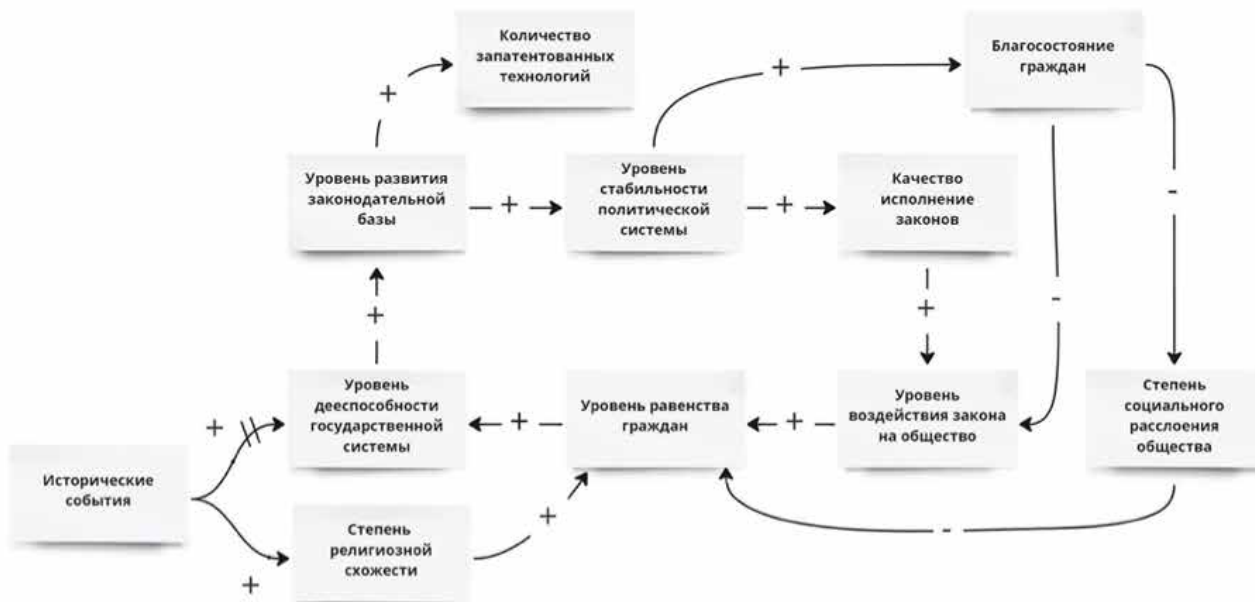 Количество
запатентованных
технологий
Благосостояние
граждан
+
+
Уровень развития
законодательной
базы
+
Уровень
стабильности
политической
системы
+
Качество
исполнение
законов
-
+
+
-
Уровень
дееспособности
государственной
системы
+
Уровень равенства
граждан
+
Уровень
воздействия закона
на общество
Степень
социального
расслоения
общества
+
Исторические
события
+
Степень
религиозной
схожести
+
-